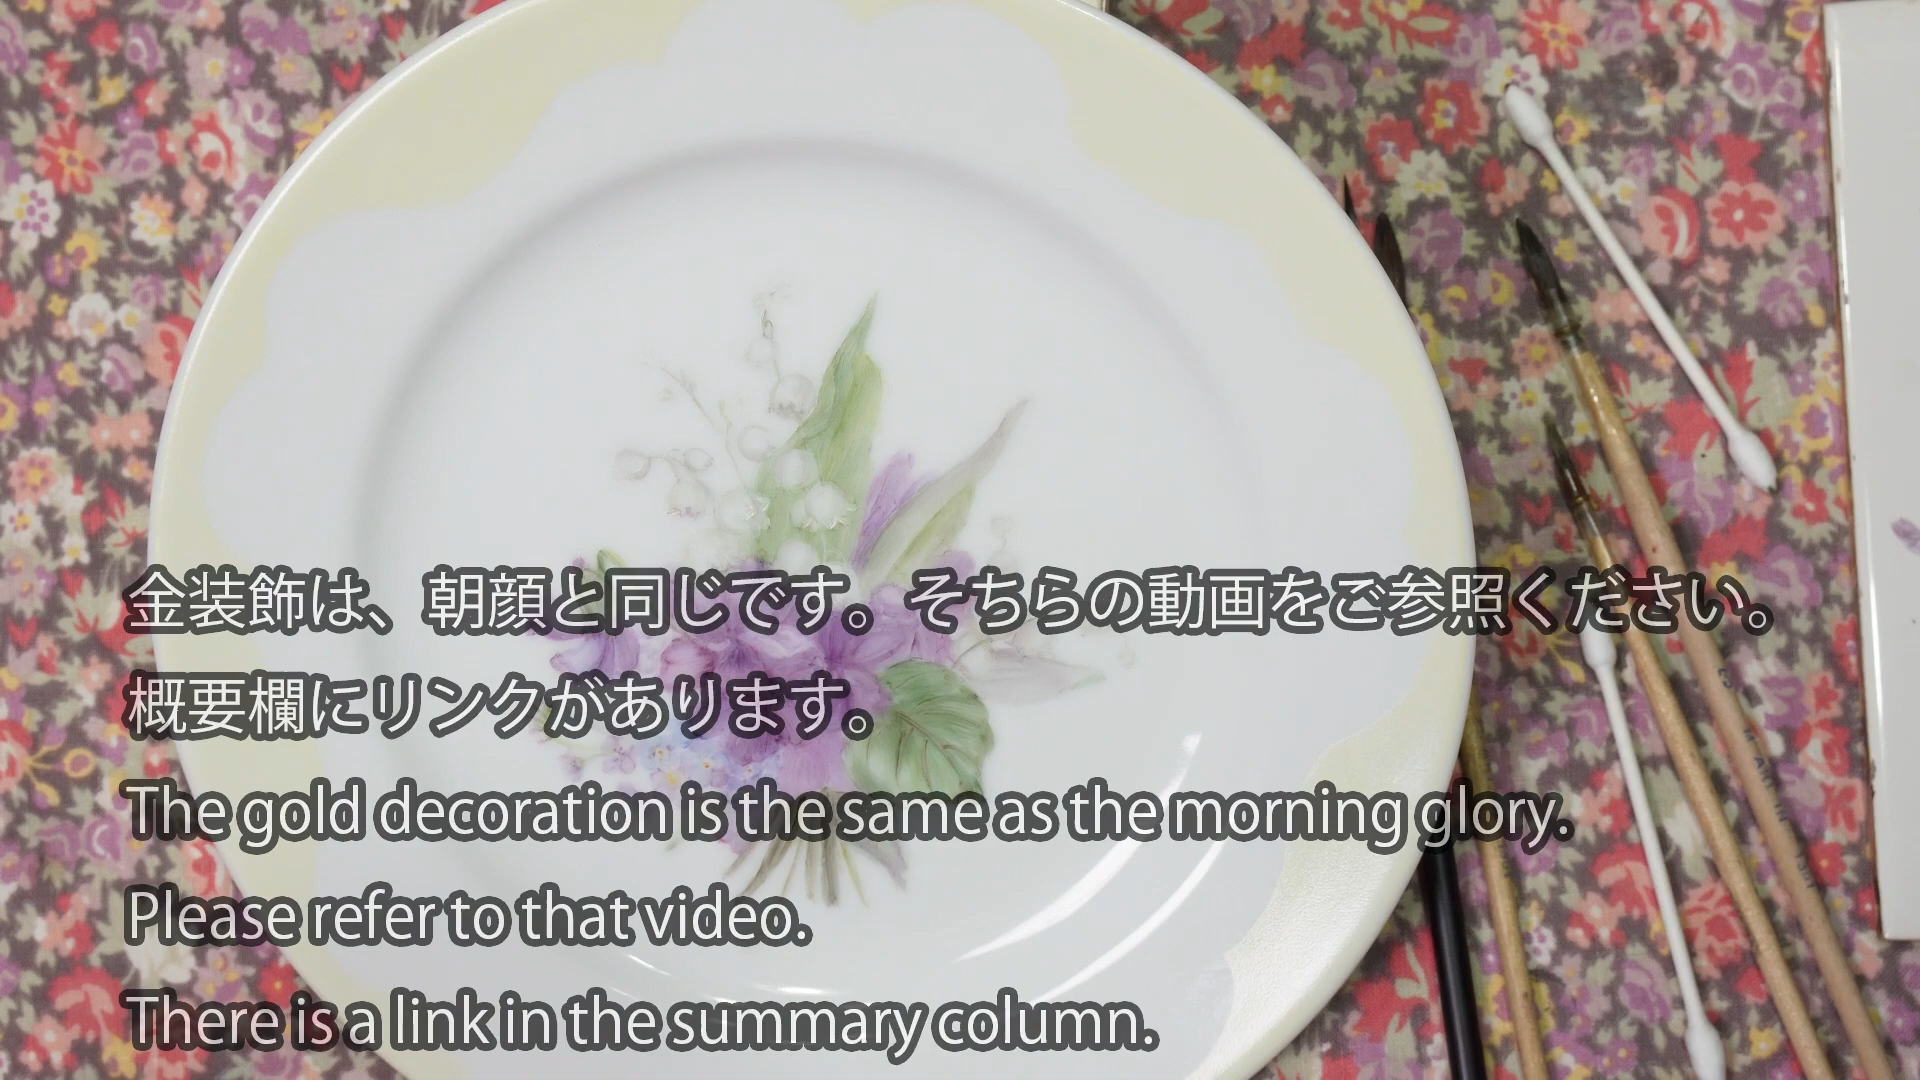 金装飾は、朝顔と同じです。そちらの動画をご参照ください。
概要欄にリンクがあります。
The gold decoration is the same as the morning glory.
Please refer to that video.
There is a link in the summary column.